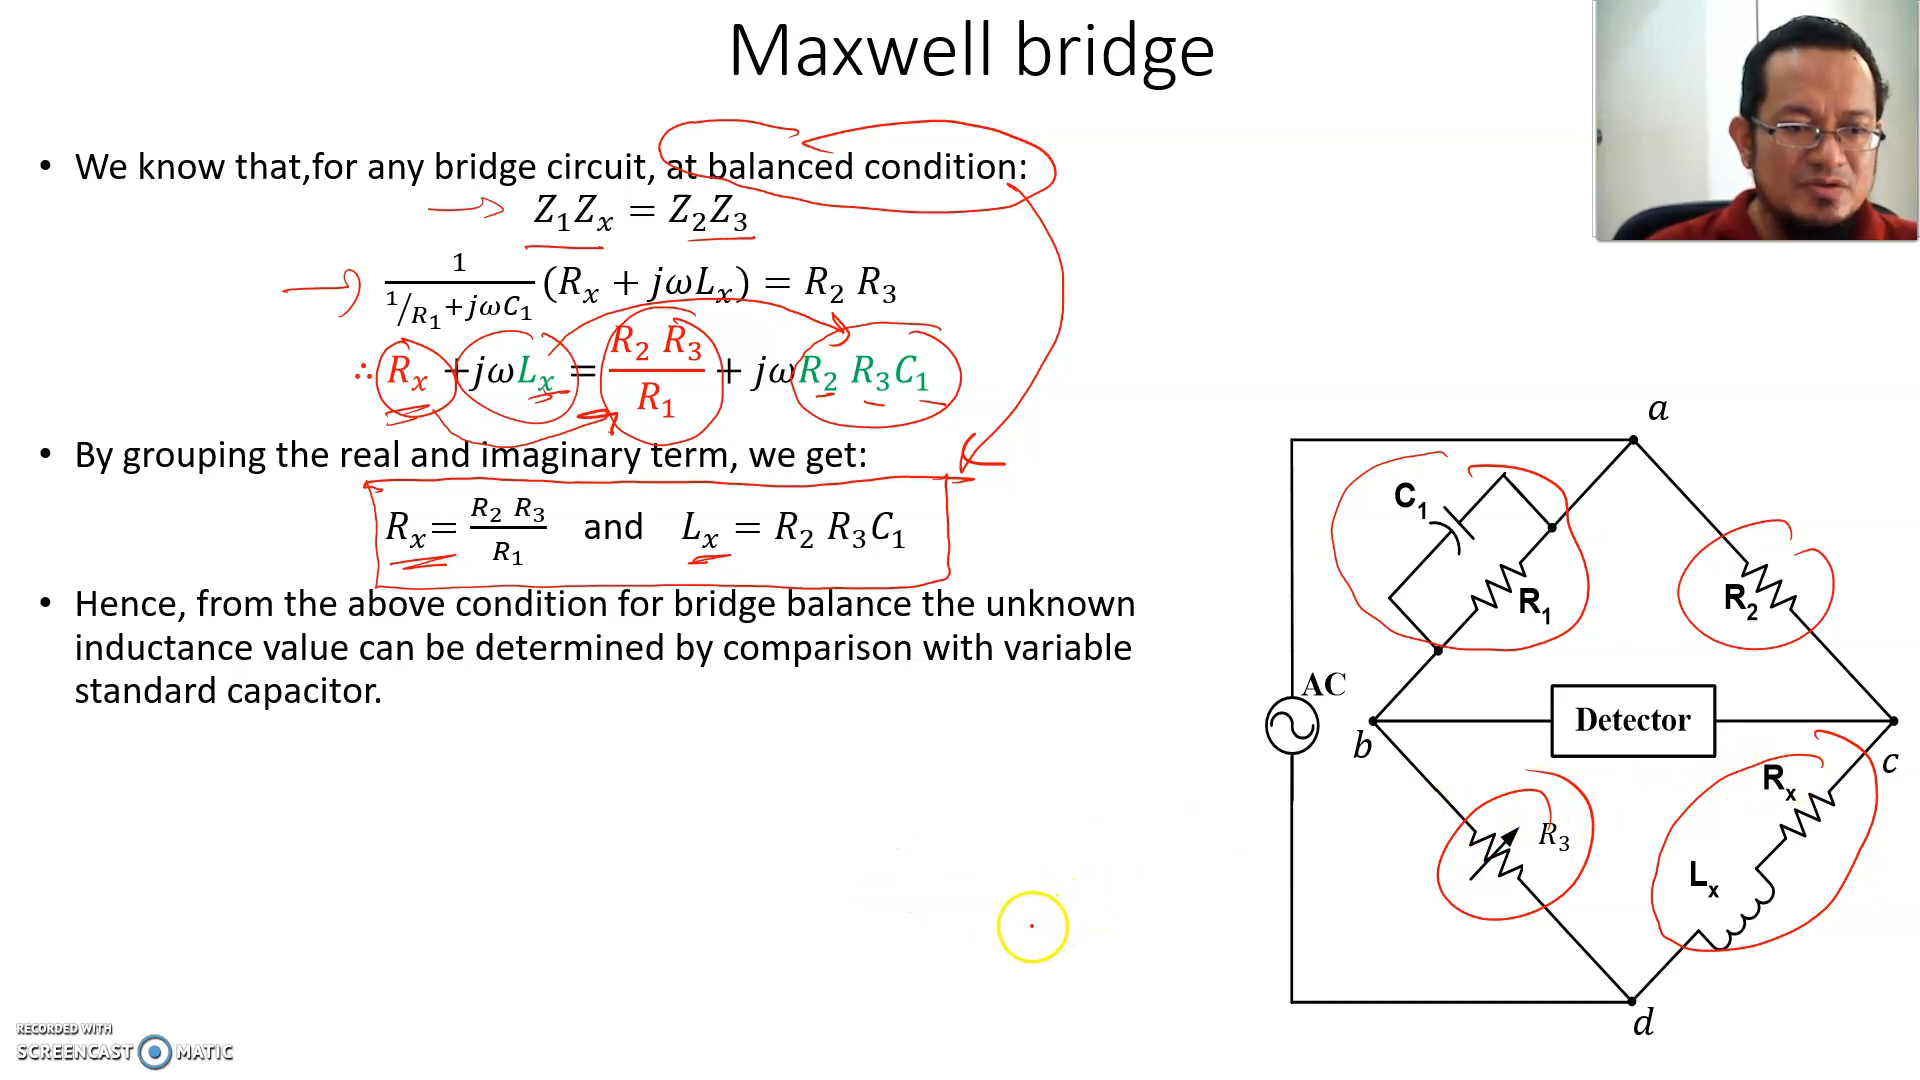 Maxwell bridge
• We know that,for any bridge circuit, at balanced condition:
Z₁Zₓ = Z₂Z₃
1 / (1/R₁ + jωC₁) (Rₓ + jωLₓ) = R₂ R₃
∴ Rₓ + jωLₓ = R₂ R₃ / R₁ + jωR₂ R₃C₁
• By grouping the real and imaginary term, we get:
Rₓ = R₂ R₃ / R₁ and Lₓ = R₂ R₃C₁
• Hence, from the above condition for bridge balance the unknown
inductance value can be determined by comparison with variable
standard capacitor.
a
C₁
R₁
R₂
AC
Detector
b
c
Rₓ
R₃
Lₓ
d
RECORDED WITH
SCREENCAST MATIC